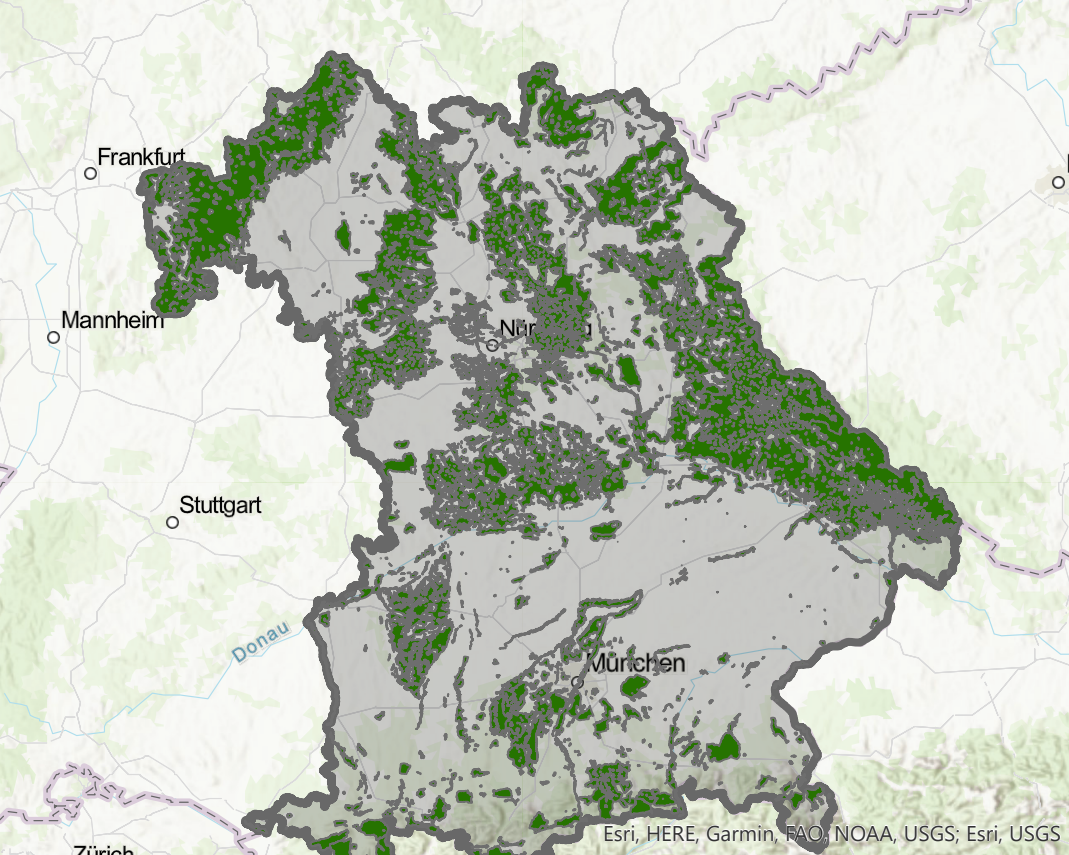 Frankfurt
Mannheim
Nürnberg
Stuttgart
Donau
München
Esri, HERE, Garmin, FAO, NOAA, USGS; Esri, USGS
Zürich